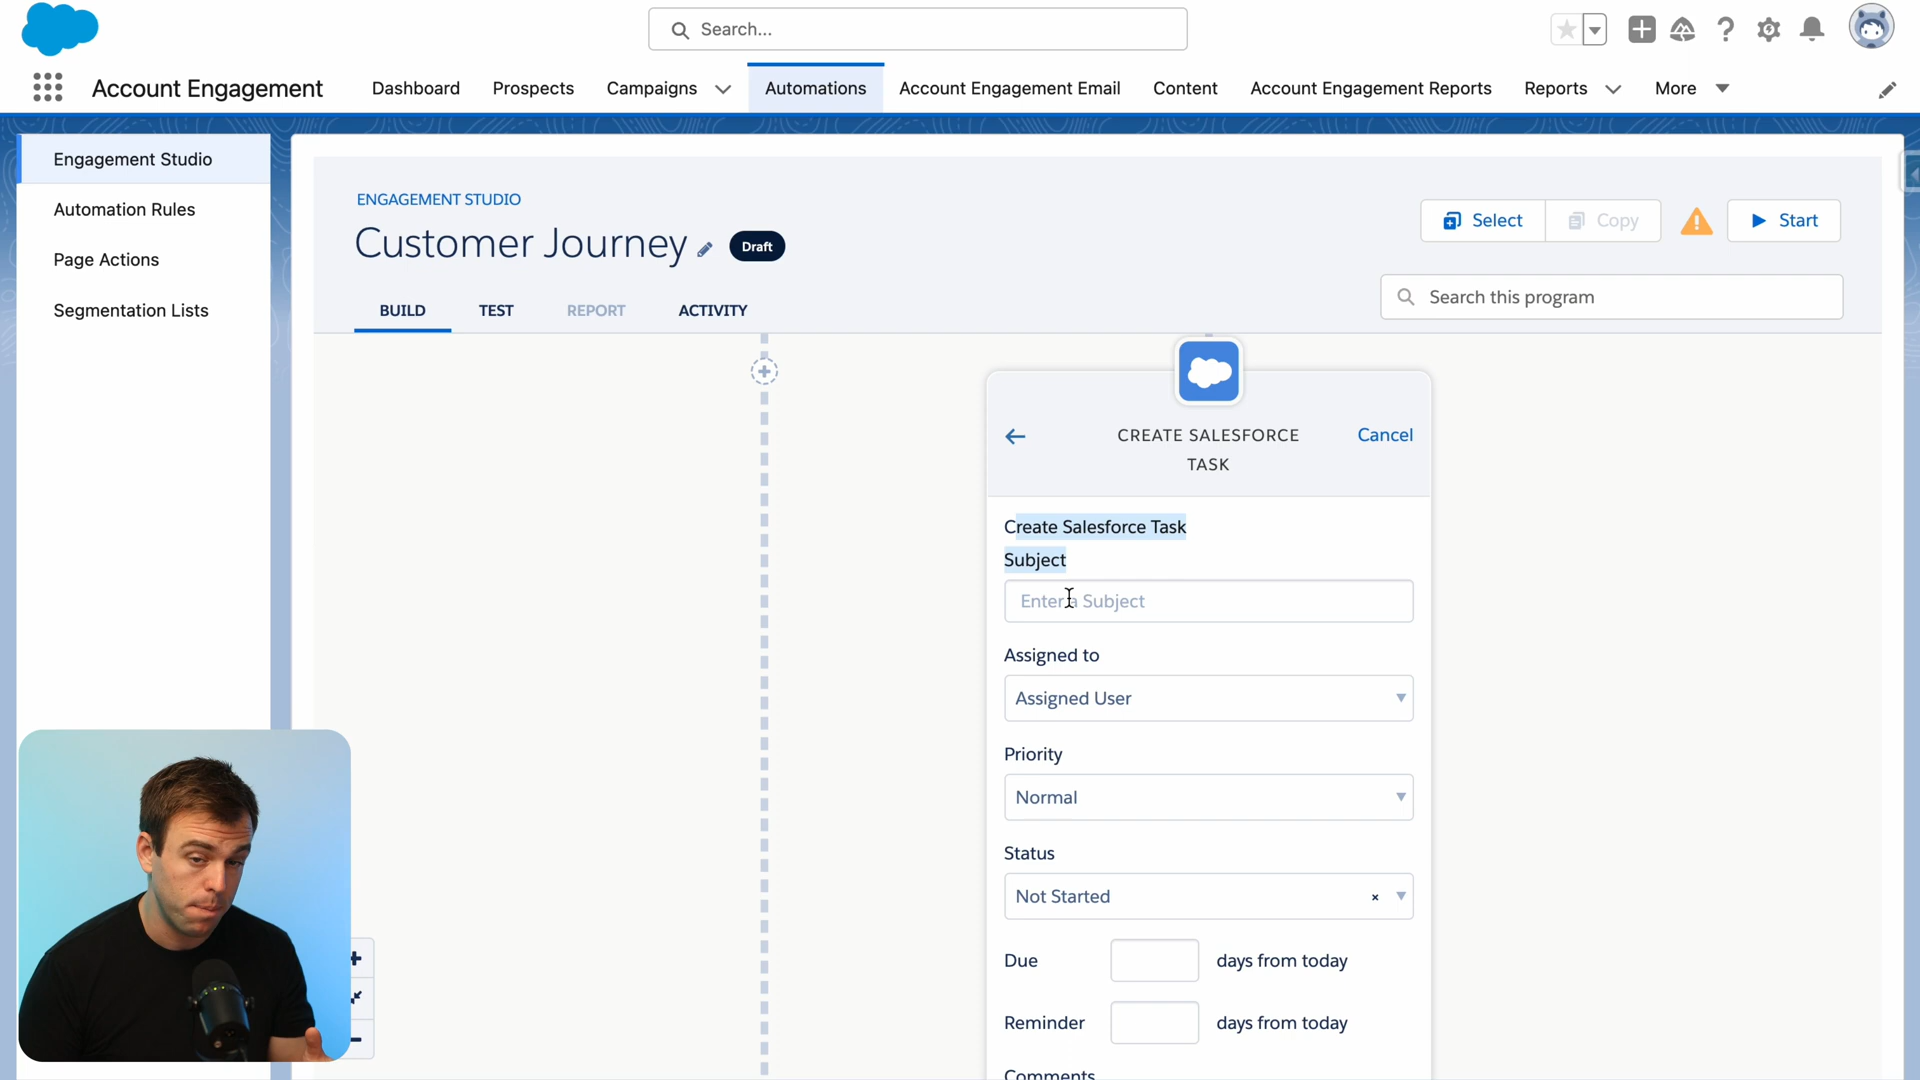 Search...
Account Engagement
Dashboard
Prospects
Campaigns
Automations
Account Engagement Email
Content
Account Engagement Reports
Reports
More
Engagement Studio
Automation Rules
Page Actions
Segmentation Lists
ENGAGEMENT STUDIO
Customer Journey
Draft
Select
Copy
Start
BUILD
TEST
REPORT
ACTIVITY
Search this program
CREATE SALESFORCE
TASK
Cancel
Create Salesforce Task
Subject
Enter a Subject
Assigned to
Assigned User
Priority
Normal
Status
Not Started
Due
days from today
Reminder
days from today
Comments